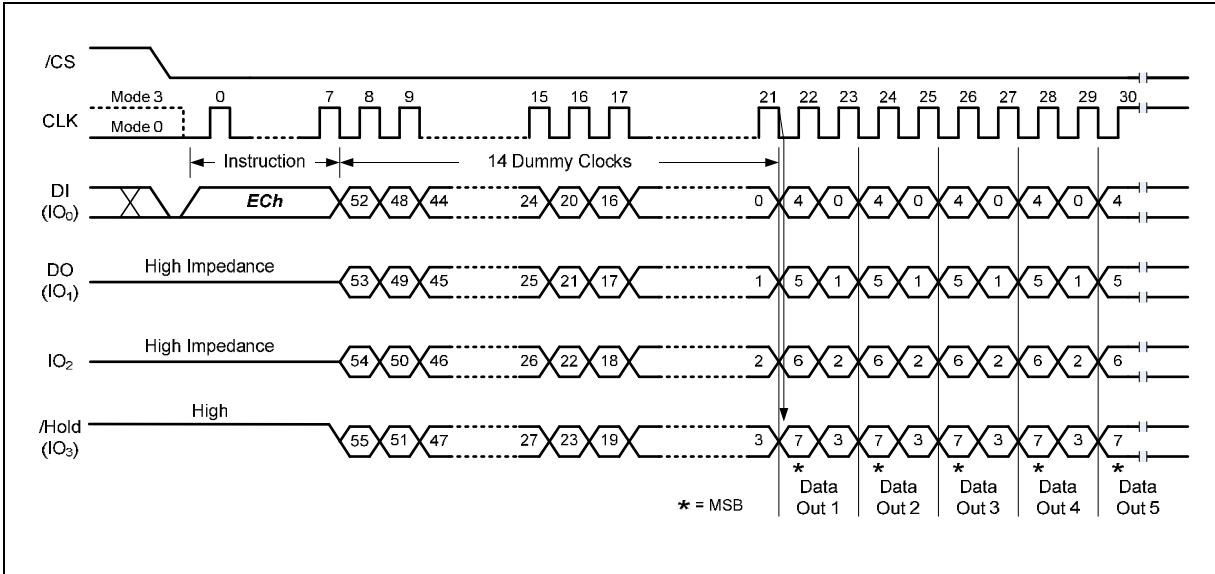 /CS
Mode 3 0 7 8 9 15 16 17 21 22 23 24 25 26 27 28 29 30
CLK
Mode 0
Instruction 14 Dummy Clocks
DI
(IO₀)
ECh 52 48 44 24 20 16 0 4 0 4 0 4 0 4 0 4
DO
(IO₁)
High Impedance 53 49 45 25 21 17 1 5 1 5 1 5 1 5 1 5
IO₂
High Impedance 54 50 46 26 22 18 2 6 2 6 2 6 2 6 2 6
/Hold
(IO₃)
High 55 51 47 27 23 19 3 7 3 7 3 7 3 7 3 7
* * * * *
* = MSB
Data
Out 1
Data
Out 2
Data
Out 3
Data
Out 4
Data
Out 5